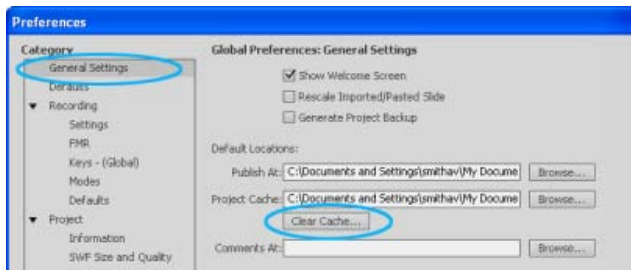 Preferences
Category
General Settings
Defaults
Recording
Settings
FMR
Keys - (Global)
Modes
Defaults
Project
Information
SWF Size and Quality
Global Preferences: General Settings
Show Welcome Screen
Rescale Imported/Pasted Slide
Generate Project Backup
Default Locations:
Publish At: C:\Documents and Settings\smithav\My Docume Browse...
Project Cache: C:\Documents and Settings\smithav\My Docume Browse...
Clear Cache...
Comments At: Browse...